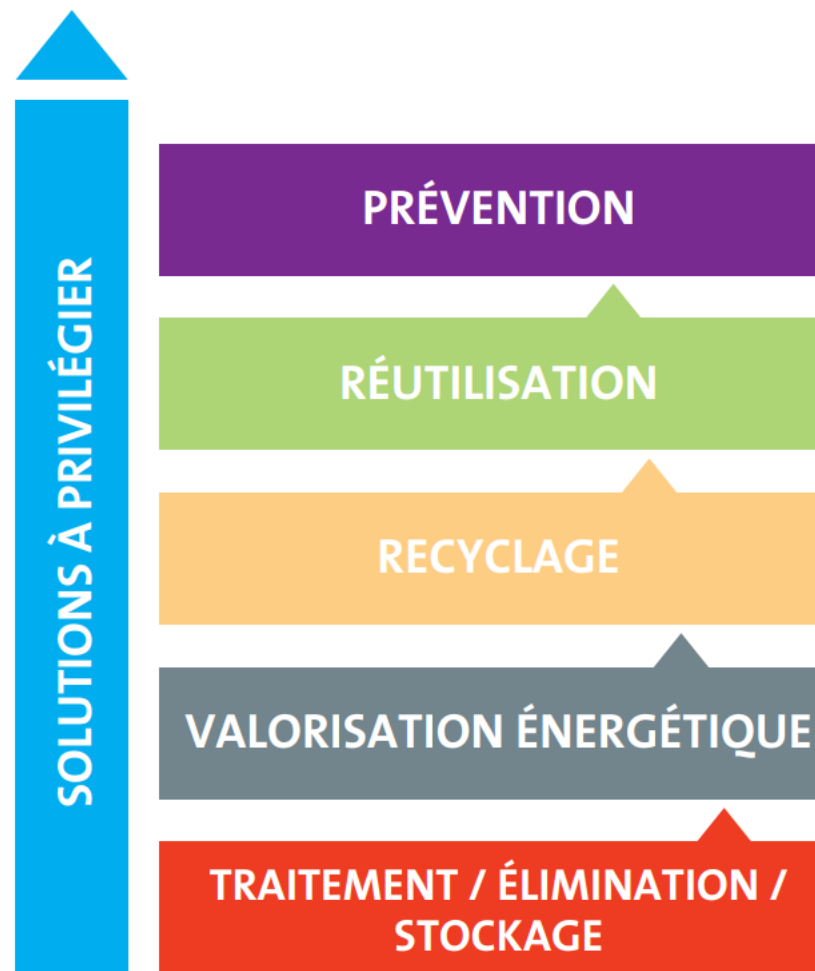 SOLUTIONS À PRIVILÉGIER
PRÉVENTION
RÉUTILISATION
RECYCLAGE
VALORISATION ÉNERGÉTIQUE
TRAITEMENT / ÉLIMINATION /
STOCKAGE